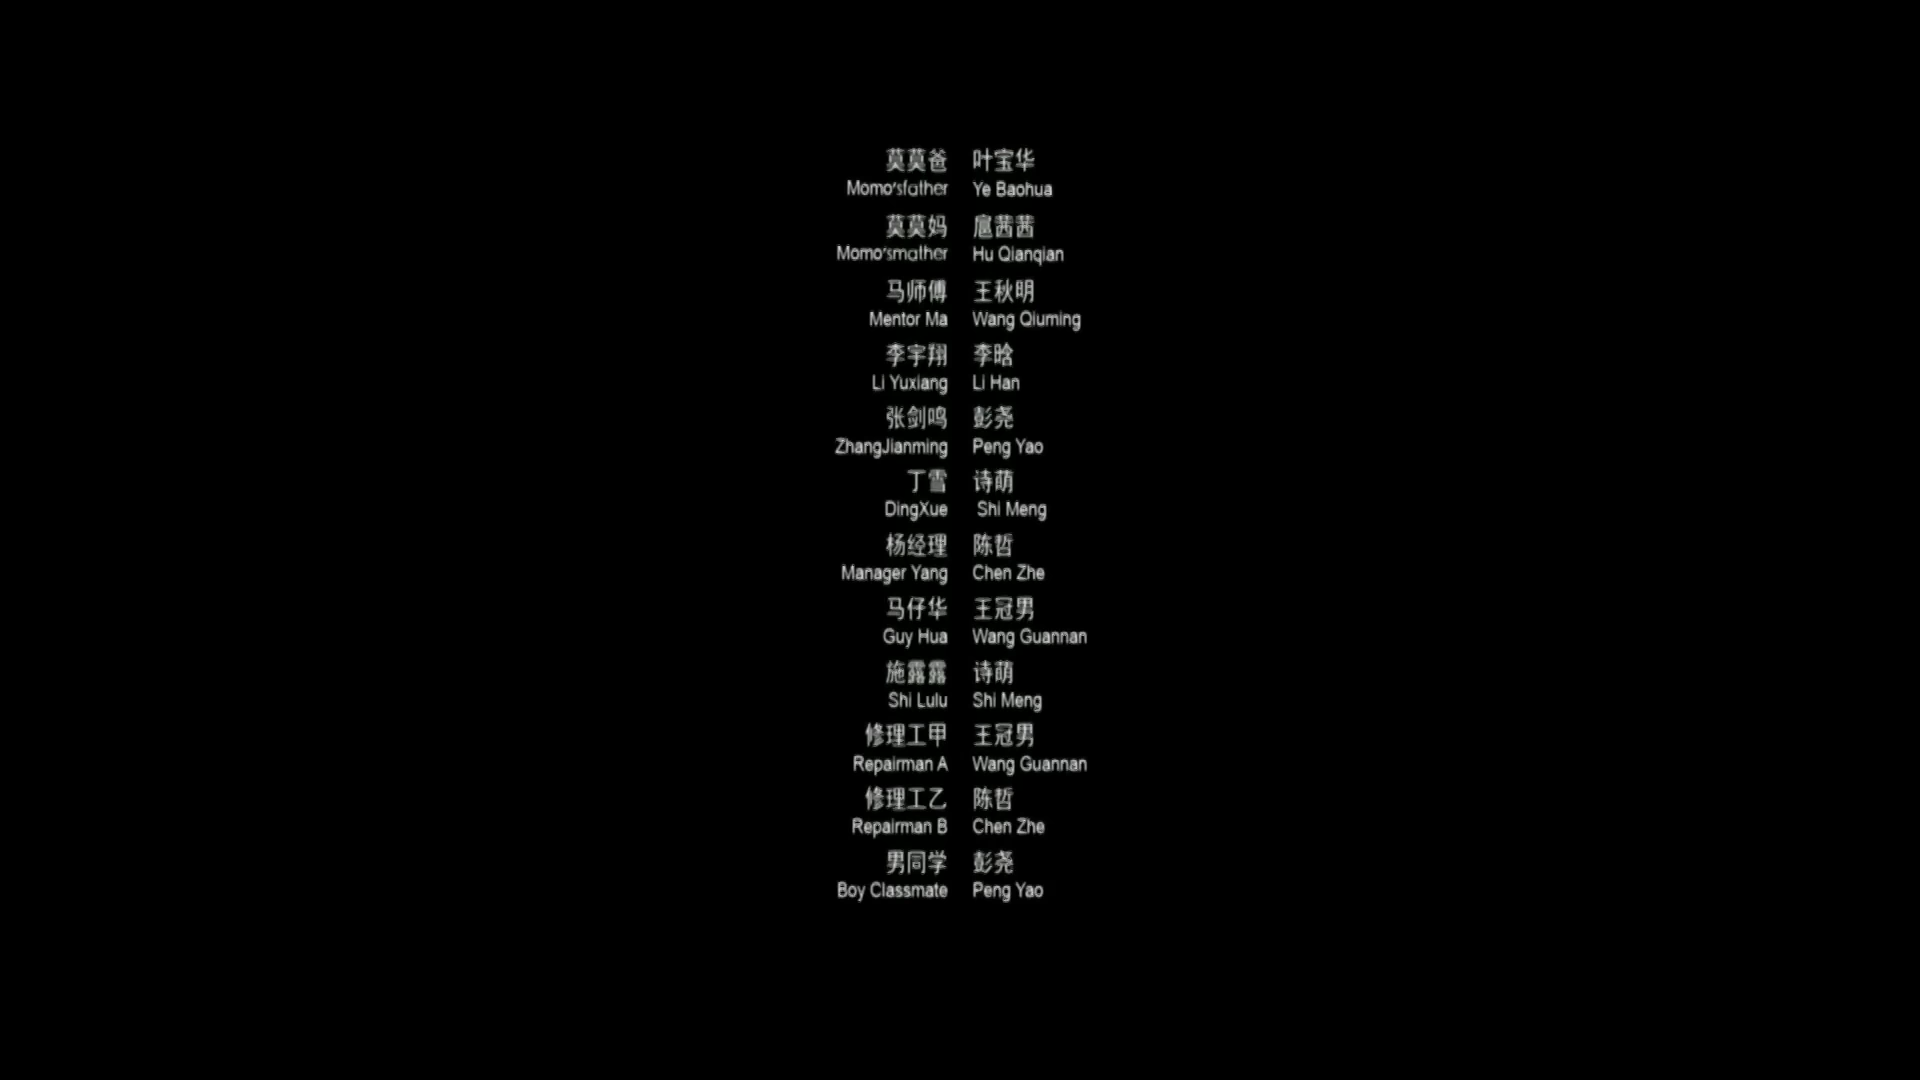 莫莫爸 叶宝华
Momo'sfather Ye Baohua
莫莫妈 扈茜茜
Momo'smather Hu Qianqian
马师傅 王秋明
Mentor Ma Wang Qiuming
李宇翔 李晗
Li Yuxiang Li Han
张剑鸣 彭尧
ZhangJianming Peng Yao
丁雪 诗萌
DingXue Shi Meng
杨经理 陈哲
Manager Yang Chen Zhe
马仔华 王冠男
Guy Hua Wang Guannan
施露露 诗萌
Shi Lulu Shi Meng
修理工甲 王冠男
Repairman A Wang Guannan
修理工乙 陈哲
Repairman B Chen Zhe
男同学 彭尧
Boy Classmate Peng Yao